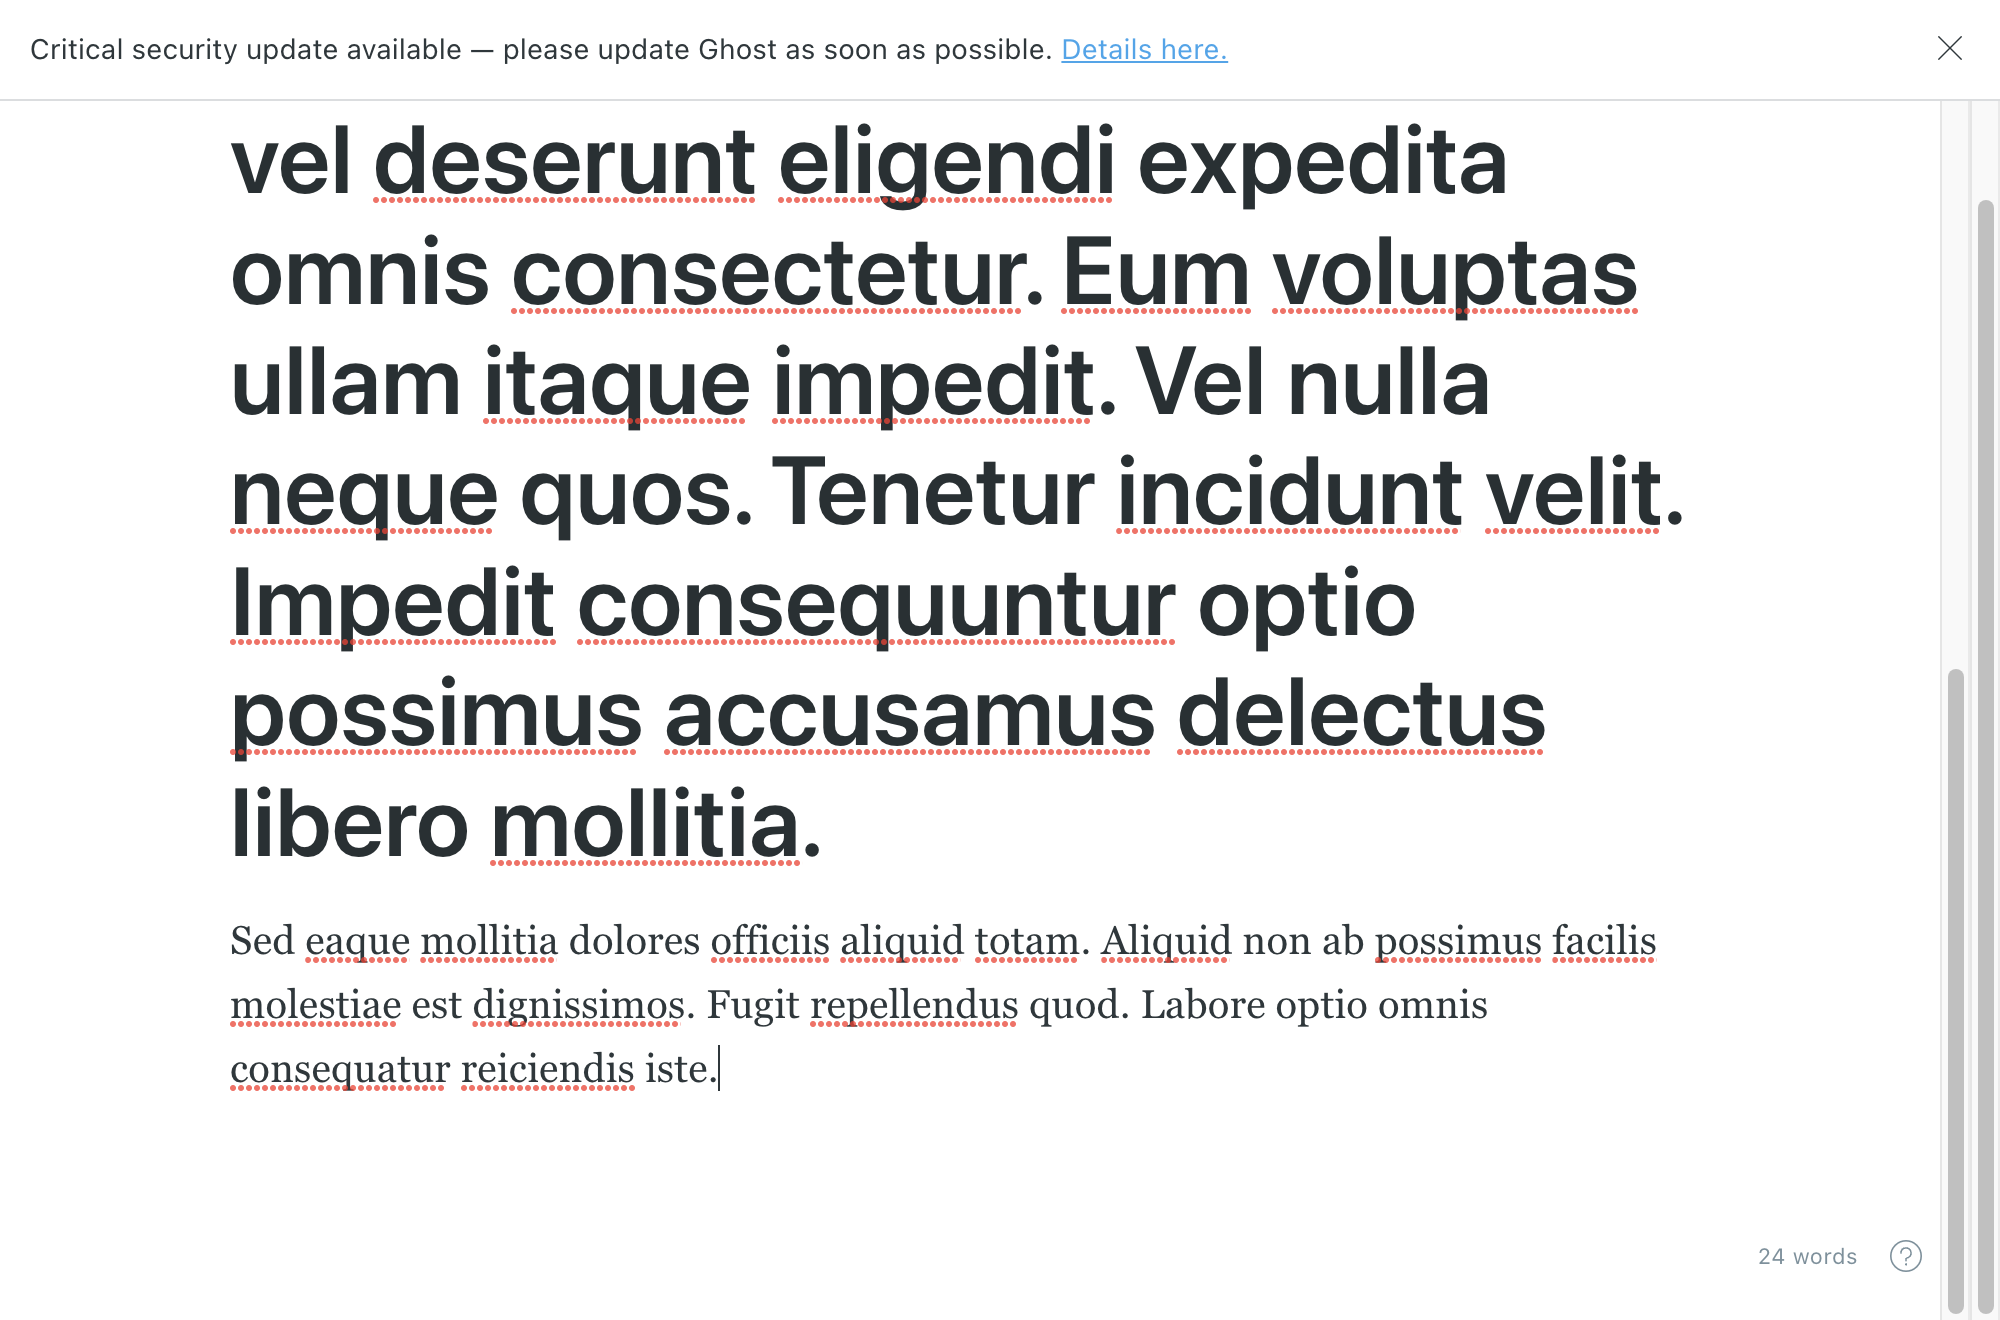 Critical security update available — please update Ghost as soon as possible. Details here.
vel deserunt eligendi expedita
omnis consectetur. Eum voluptas
ullam itaque impedit. Vel nulla
neque quos. Tenetur incidunt velit.
Impedit consequuntur optio
possimus accusamus delectus
libero mollitia.
Sed eaque mollitia dolores officiis aliquid totam. Aliquid non ab possimus facilis
molestiae est dignissimos. Fugit repellendus quod. Labore optio omnis
consequatur reiciendis iste.
24 words
?